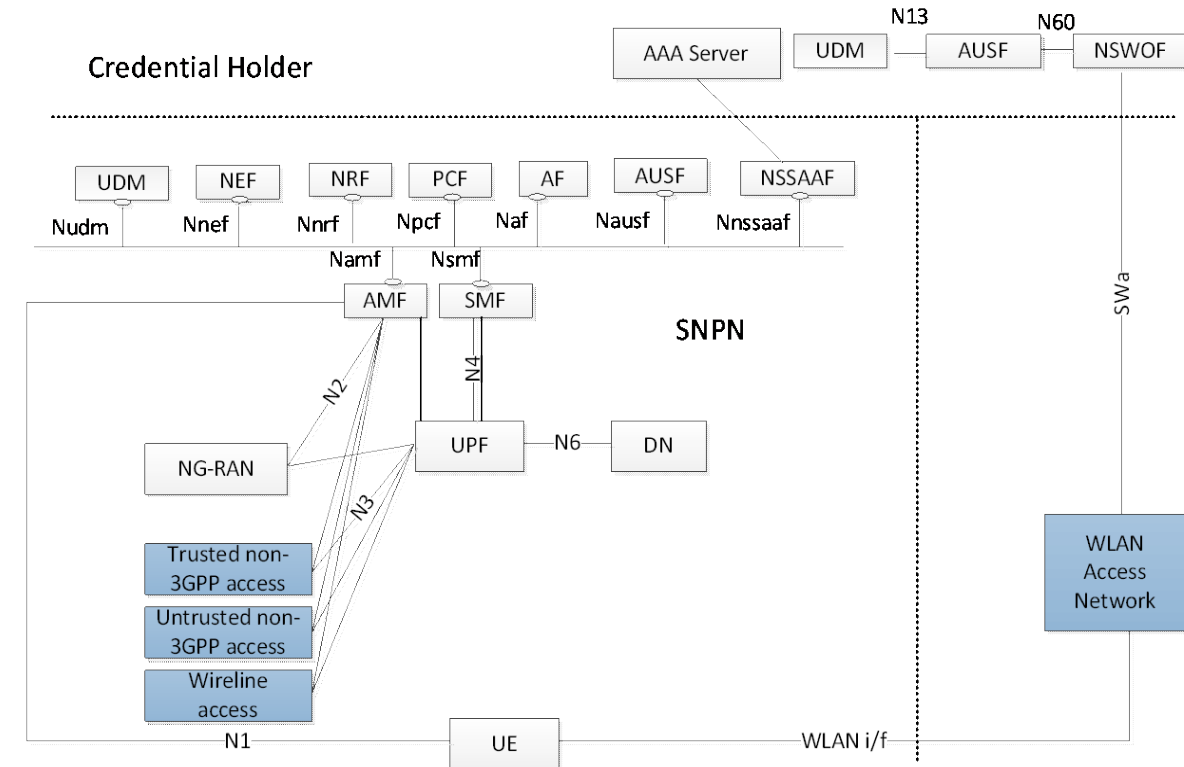 N13
N60
AAA Server
UDM
AUSF
NSWOF
Credential Holder
UDM
NEF
NRF
PCF
AF
AUSF
NSSAAF
Nudm
Nnef
Nnrf
Npcf
Naf
Nausf
Nnssaaf
Namf
Nsmf
AMF
SMF
SWa
SNPN
N4
N2
UPF
N6
DN
NG-RAN
N3
Trusted non-
3GPP access
WLAN
Access
Network
Untrusted non-
3GPP access
Wireline
access
N1
UE
WLAN i/f